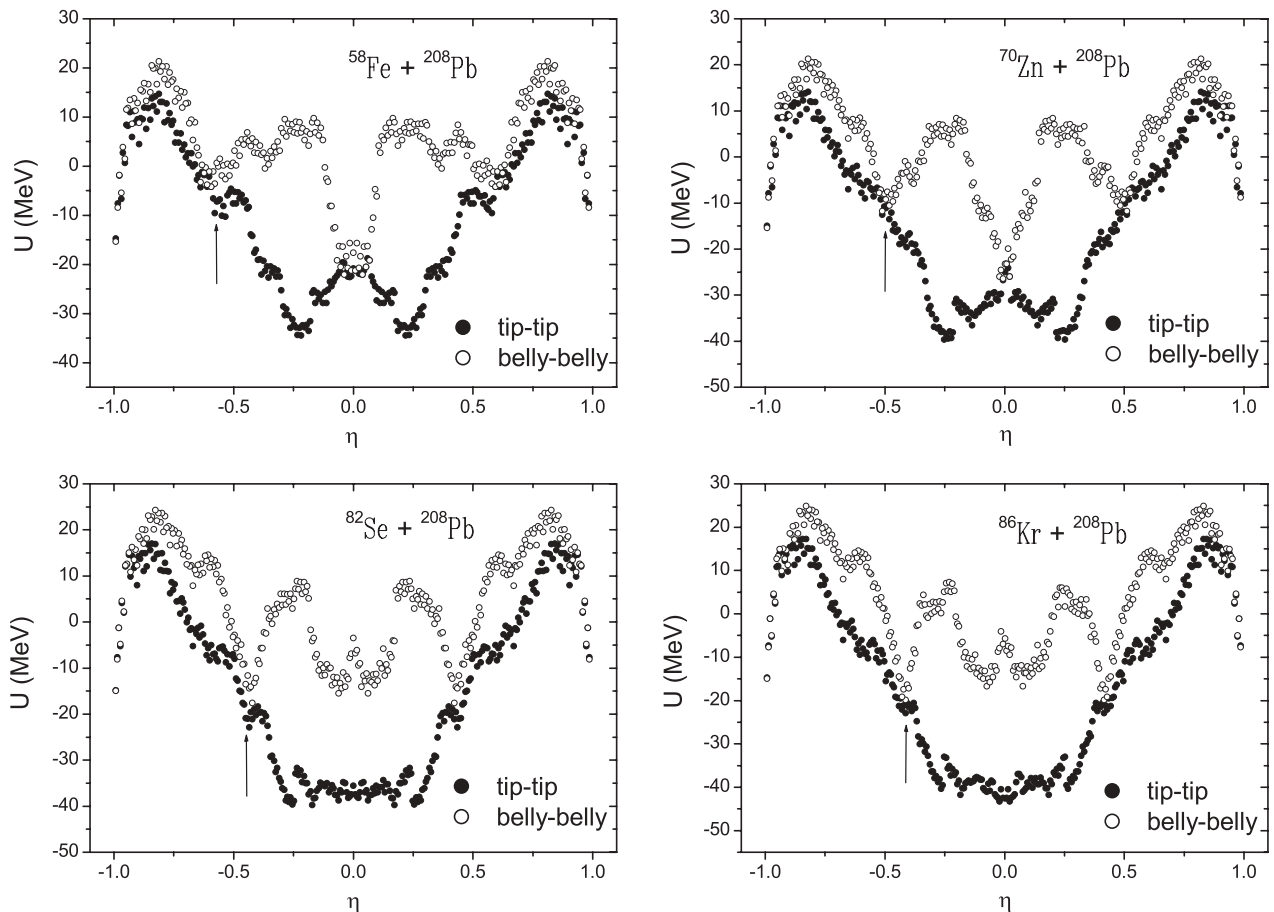 30
20
10
0
-10
-20
-30
-40
U (MeV)
⁵⁸Fe + ²⁰⁸Pb
tip-tip
belly-belly
-1.0 -0.5 0.0 0.5 1.0
η
30
20
10
0
-10
-20
-30
-40
-50
U (MeV)
⁷⁰Zn + ²⁰⁸Pb
tip-tip
belly-belly
-1.0 -0.5 0.0 0.5 1.0
η
30
20
10
0
-10
-20
-30
-40
-50
U (MeV)
⁸²Se + ²⁰⁸Pb
tip-tip
belly-belly
-1.0 -0.5 0.0 0.5 1.0
η
30
20
10
0
-10
-20
-30
-40
-50
U (MeV)
⁸⁶Kr + ²⁰⁸Pb
tip-tip
belly-belly
-1.0 -0.5 0.0 0.5 1.0
η